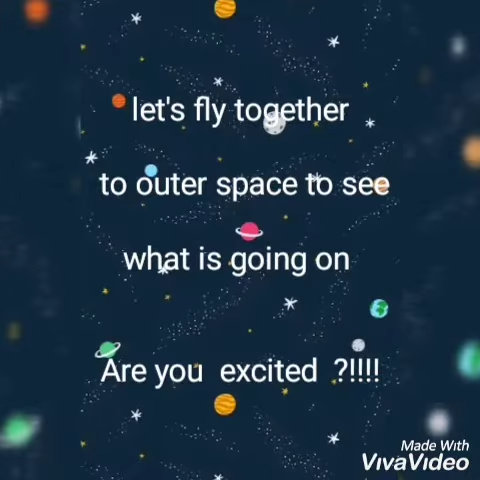 let's fly together
to outer space to see
what is going on
Are you excited ?!!!!
Made With
VivaVideo